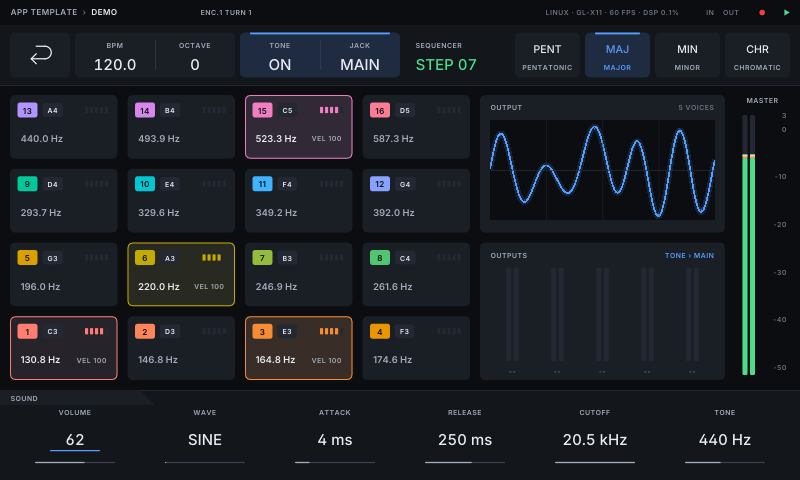 APP TEMPLATE › DEMO
ENC.1 TURN 1
LINUX · GL-X11 · 60 FPS · DSP 0.1%
IN OUT
BPM
120.0
OCTAVE
0
TONE
ON
JACK
MAIN
SEQUENCER
STEP 07
PENT
PENTATONIC
MAJ
MAJOR
MIN
MINOR
CHR
CHROMATIC
13 A4
440.0 Hz
14 B4
493.9 Hz
15 C5
523.3 Hz VEL 100
16 D5
587.3 Hz
9 D4
293.7 Hz
10 E4
329.6 Hz
11 F4
349.2 Hz
12 G4
392.0 Hz
5 G3
196.0 Hz
6 A3
220.0 Hz VEL 100
7 B3
246.9 Hz
8 C4
261.6 Hz
1 C3
130.8 Hz VEL 100
2 D3
146.8 Hz
3 E3
164.8 Hz VEL 100
4 F3
174.6 Hz
OUTPUT 5 VOICES
OUTPUTS TONE › MAIN
-- -- -- -- --
MASTER
3
0
-10
-20
-30
-40
-50
SOUND
VOLUME
62
WAVE
SINE
ATTACK
4 ms
RELEASE
250 ms
CUTOFF
20.5 kHz
TONE
440 Hz